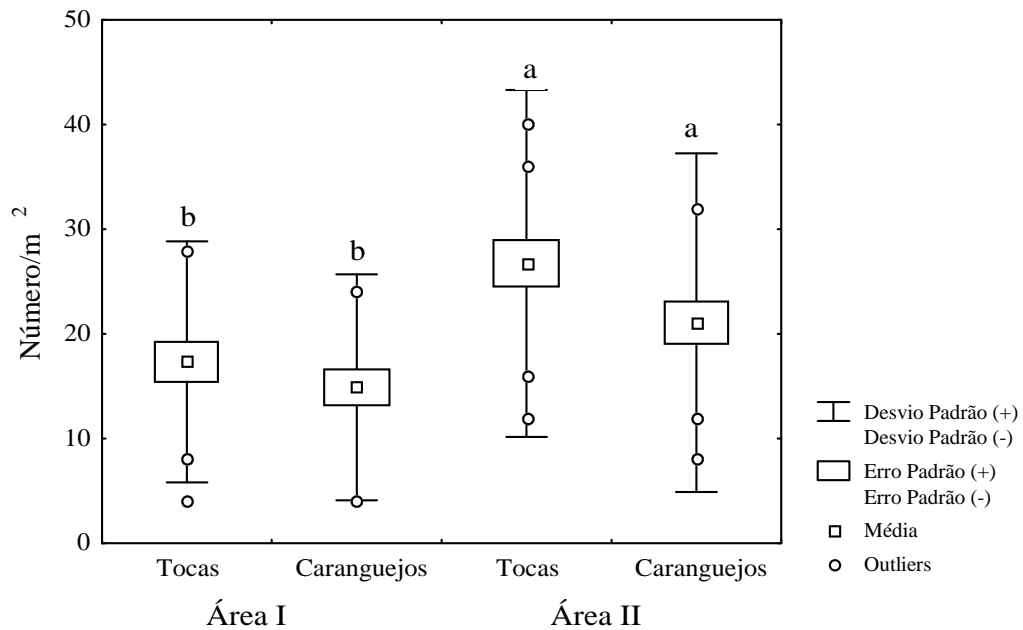 50
40
30
20
10
0
Número/m 2
b
b
a
a
Tocas
Caranguejos
Tocas
Caranguejos
Área I
Área II
Desvio Padrão (+)
Desvio Padrão (-)
Erro Padrão (+)
Erro Padrão (-)
Média
Outliers